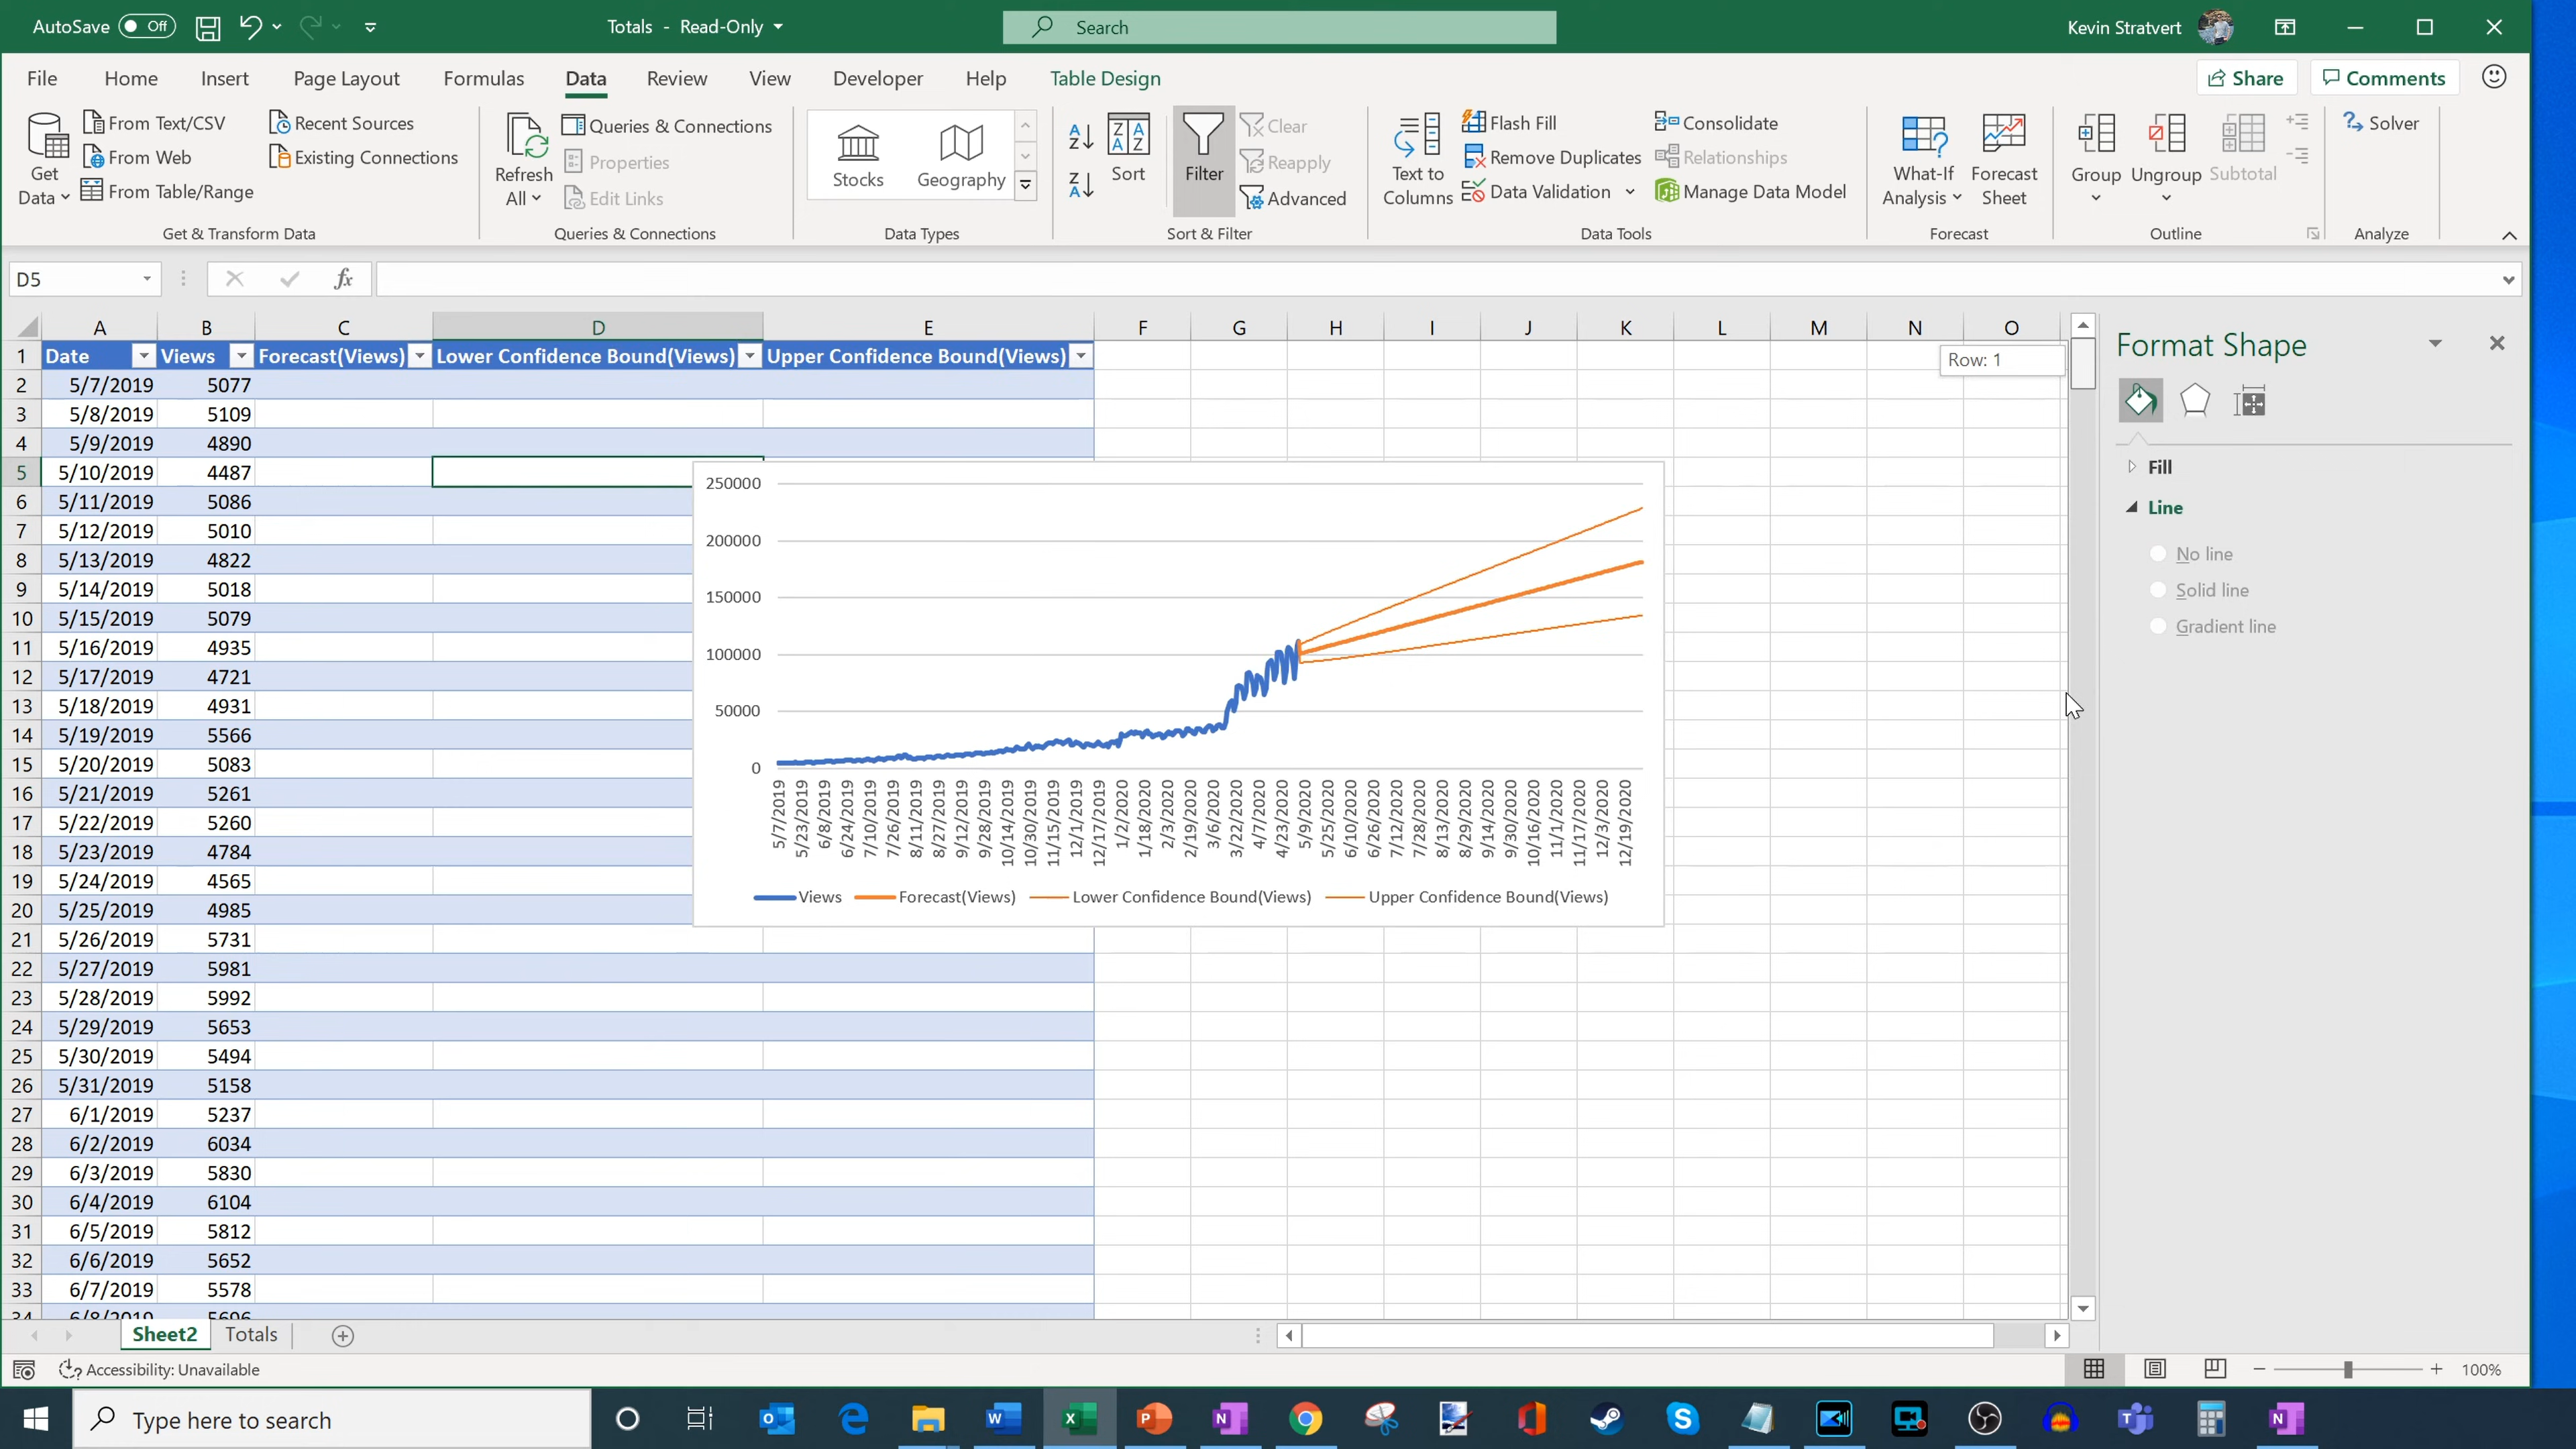 AutoSave Off
Totals - Read-Only
Search
Kevin Stratvert
File Home Insert Page Layout Formulas Data Review View Developer Help Table Design
Share Comments
Get Data
From Text/CSV
From Web
From Table/Range
Recent Sources
Existing Connections
Get & Transform Data
Refresh All
Queries & Connections
Properties
Edit Links
Queries & Connections
Stocks Geography
Data Types
Sort
Filter
Clear
Reapply
Advanced
Sort & Filter
Text to Columns
Flash Fill
Remove Duplicates
Data Validation
Consolidate
Relationships
Manage Data Model
Data Tools
What-If Analysis
Forecast Sheet
Forecast
Group Ungroup Subtotal
Outline
Solver
Analyze
D5
fx
A B C D E F G H I J K L M N O
1 Date Views Forecast(Views) Lower Confidence Bound(Views) Upper Confidence Bound(Views)
2 5/7/2019 5077
3 5/8/2019 5109
4 5/9/2019 4890
5 5/10/2019 4487
6 5/11/2019 5086
7 5/12/2019 5010
8 5/13/2019 4822
9 5/14/2019 5018
10 5/15/2019 5079
11 5/16/2019 4935
12 5/17/2019 4721
13 5/18/2019 4931
14 5/19/2019 5566
15 5/20/2019 5083
16 5/21/2019 5261
17 5/22/2019 5260
18 5/23/2019 4784
19 5/24/2019 4565
20 5/25/2019 4985
21 5/26/2019 5731
22 5/27/2019 5981
23 5/28/2019 5992
24 5/29/2019 5653
25 5/30/2019 5494
26 5/31/2019 5158
27 6/1/2019 5237
28 6/2/2019 6034
29 6/3/2019 5830
30 6/4/2019 6104
31 6/5/2019 5812
32 6/6/2019 5652
33 6/7/2019 5578
34 6/8/2019 5696
Row: 1
250000
200000
150000
100000
50000
0
5/7/2019 5/23/2019 6/8/2019 6/24/2019 7/10/2019 7/26/2019 8/11/2019 8/27/2019 9/12/2019 9/28/2019 10/14/2019 10/30/2019 11/15/2019 12/1/2019 12/17/2019 1/2/2020 1/18/2020 2/3/2020 2/19/2020 3/6/2020 3/22/2020 4/7/2020 4/23/2020 5/9/2020 5/25/2020 6/10/2020 6/26/2020 7/12/2020 7/28/2020 8/13/2020 8/29/2020 9/14/2020 9/30/2020 10/16/2020 11/1/2020 11/17/2020 12/3/2020 12/19/2020
Views Forecast(Views) Lower Confidence Bound(Views) Upper Confidence Bound(Views)
Format Shape
Fill
Line
No line
Solid line
Gradient line
Sheet2 Totals
Accessibility: Unavailable
100%
Type here to search